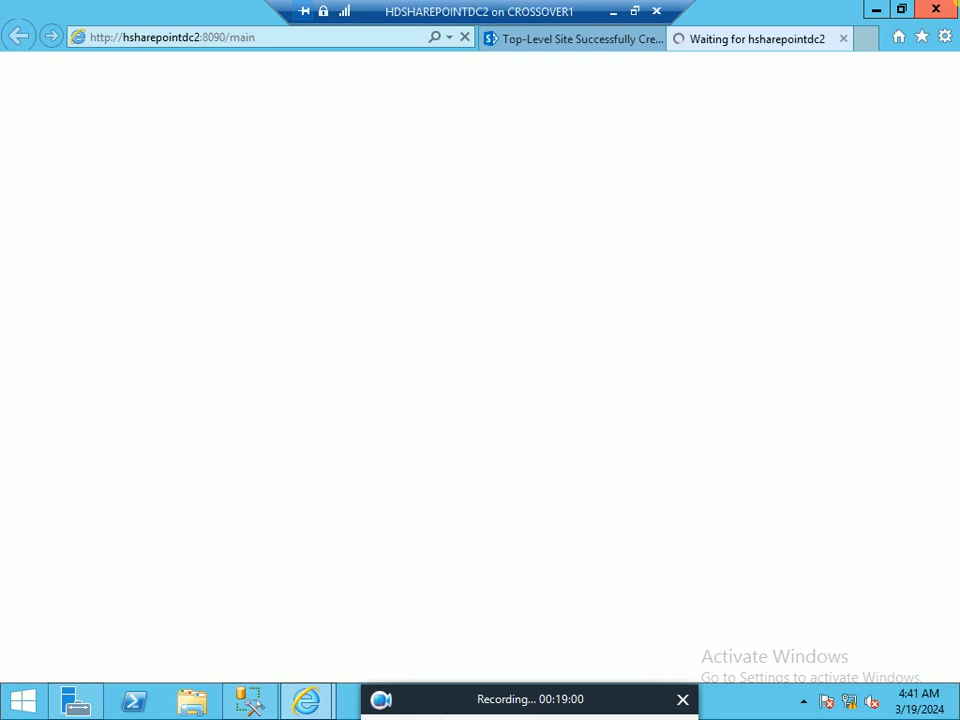 HDSHAREPOINTDC2 on CROSSOVER1
http://hsharepointdc2:8090/main
Top-Level Site Successfully Cre...
Waiting for hsharepointdc2
Activate Windows
Go to Settings to activate Windows.
Recording... 00:19:00
4:41 AM
3/19/2024